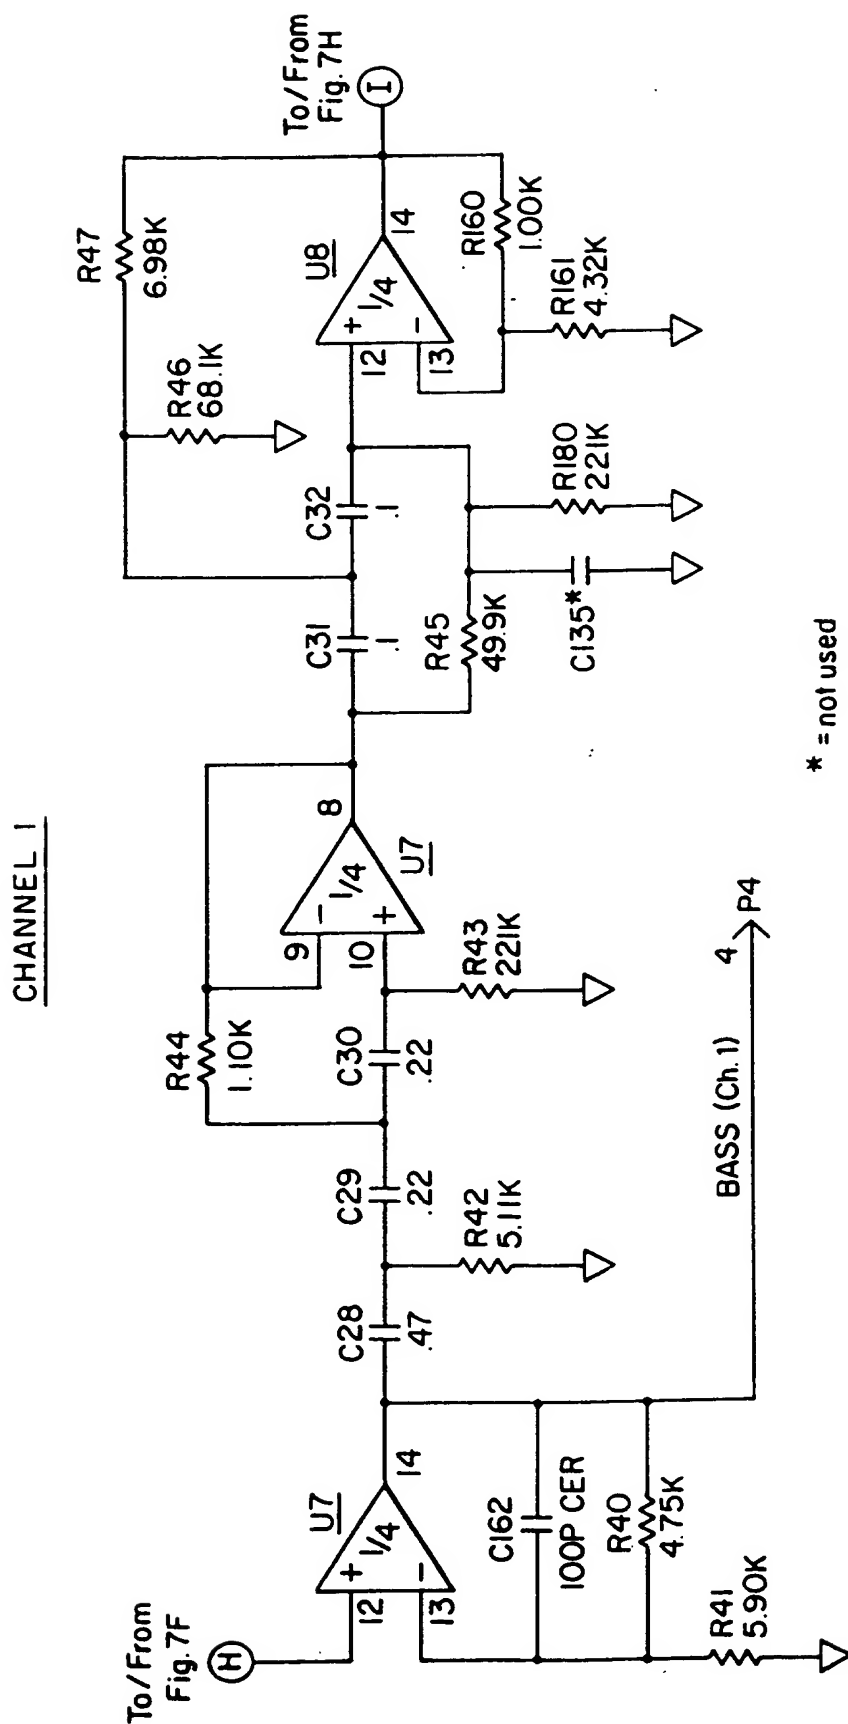 CHANNEL 1
To/From
Fig. 7F
H
12
+
1/4
-
13
U7
14
C162
100P CER
R40
4.75K
R41
5.90K
C28
.47
R42
5.11K
C29
.22
C30
.22
R43
221K
R44
1.10K
9
10
-
1/4
+
U7
8
BASS (Ch. 1)
4
P4
C31
.1
C32
.1
R45
49.9K
C135*
R180
221K
R46
68.1K
R47
6.98K
12
13
+
1/4
-
U8
14
R160
1.00K
R161
4.32K
To/From
Fig. 7H
I
* = not used